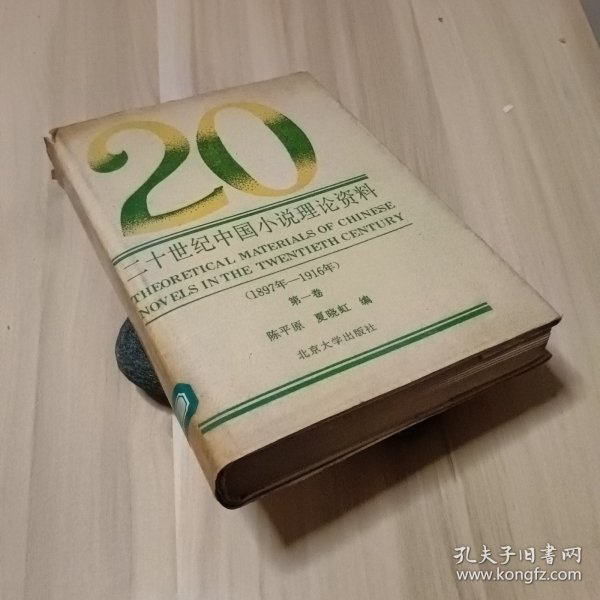 20
二十世纪中国小说理论资料
THEORETICAL MATERIALS OF CHINESE
NOVELS IN THE TWENTIETH CENTURY
(1897年—1916年)
第一卷
陈平原 夏晓虹 编
北京大学出版社
孔夫子旧書网
www.kongfz.com